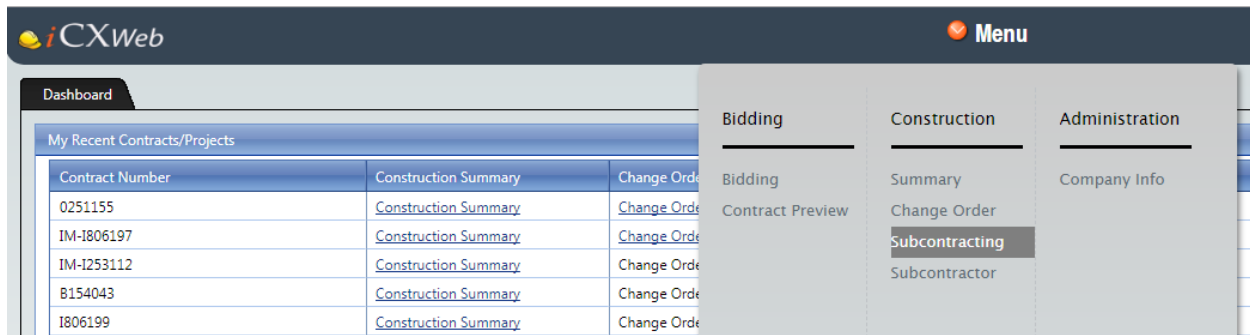 iCXWeb
Menu
Dashboard
My Recent Contracts/Projects
Contract Number Construction Summary Change Orde
0251155 Construction Summary Change Orde
IM-I806197 Construction Summary Change Orde
IM-I253112 Construction Summary Change Orde
B154043 Construction Summary Change Orde
I806199 Construction Summary Change Orde
Bidding Construction Administration
Bidding Summary Company Info
Contract Preview Change Order
Subcontracting
Subcontractor